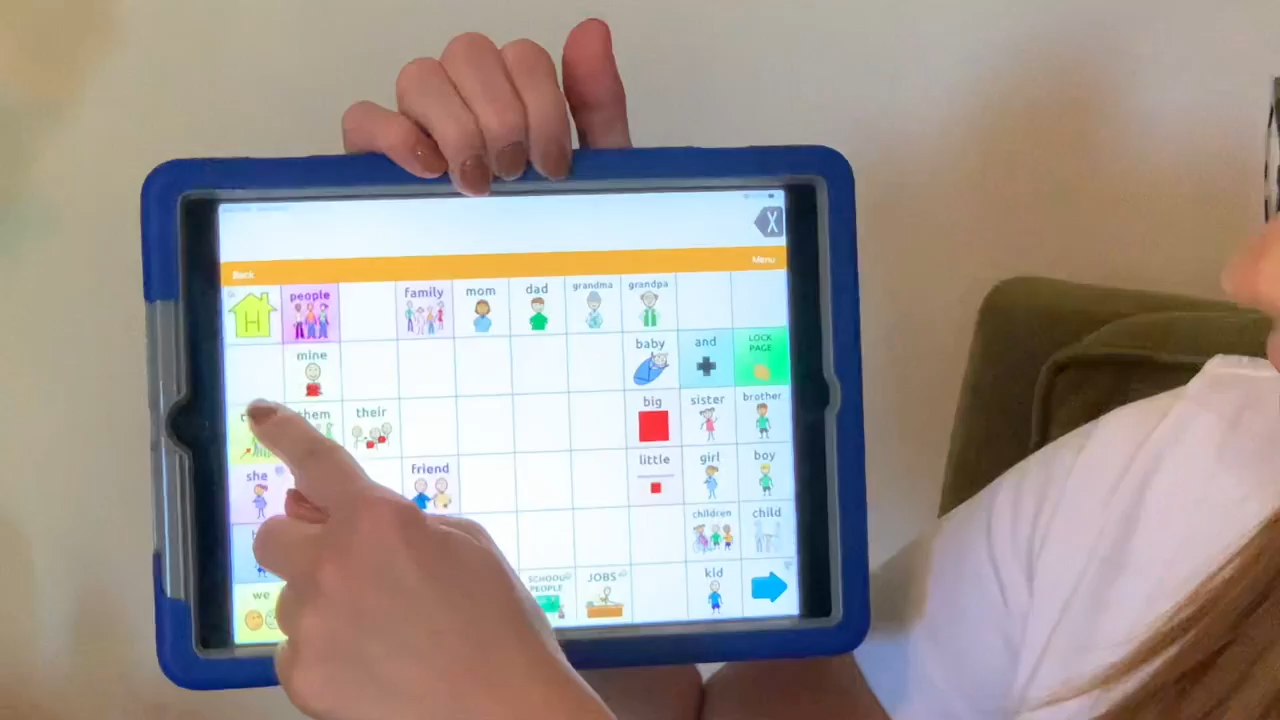 Back
Menu
H
people
family
mom
dad
grandma
grandpa
mine
baby
and
LOCK
PAGE
them
their
big
sister
brother
she
friend
little
girl
boy
children
child
we
SCHOOL
PEOPLE
JOBS
kid